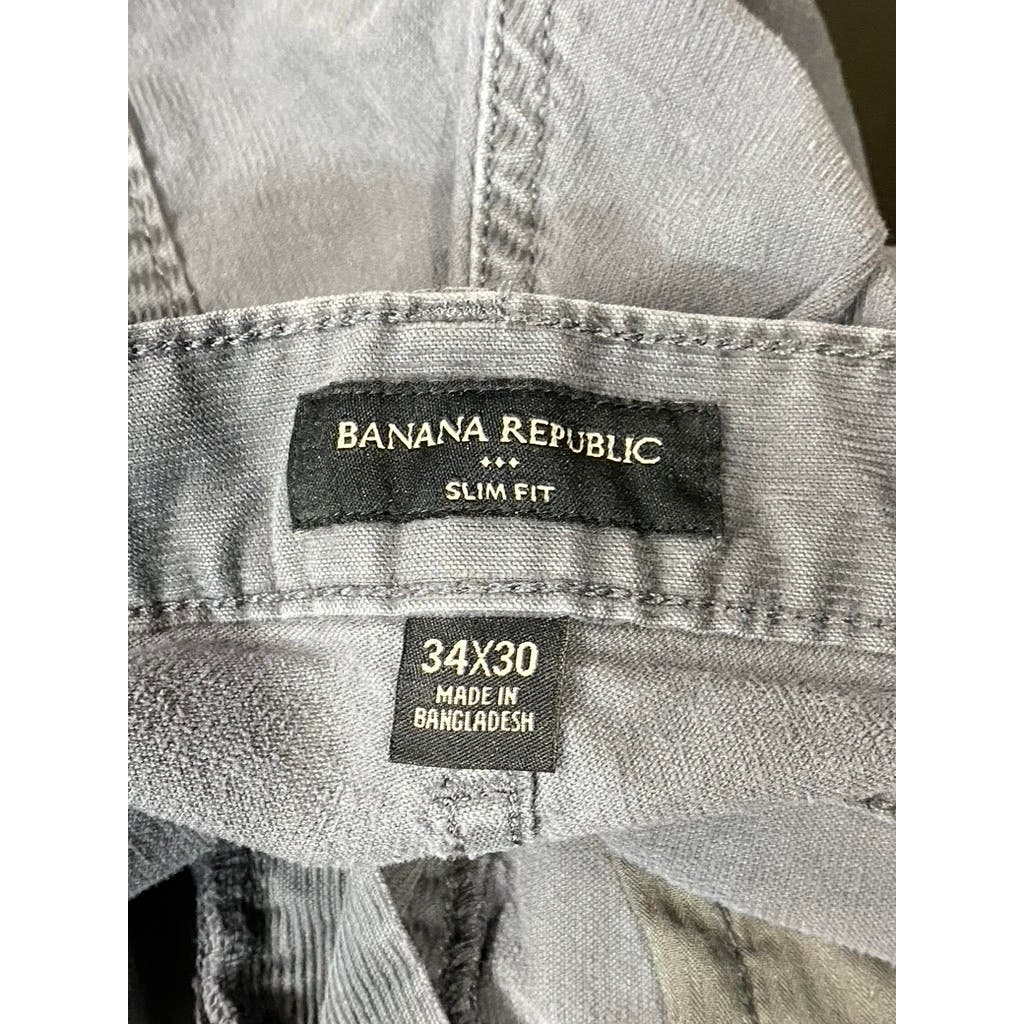 BANANA REPUBLIC
SLIM FIT
34X30
MADE IN
BANGLADESH